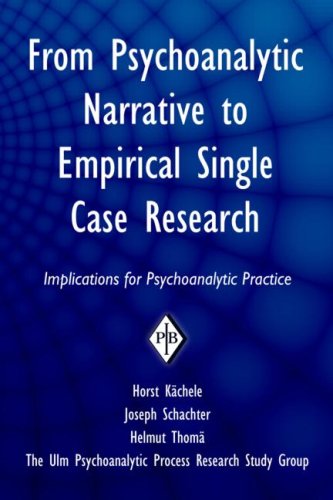 From Psychoanalytic
Narrative to
Empirical Single
Case Research
Implications for Psychoanalytic Practice
P I B
Horst Kächele
Joseph Schachter
Helmut Thomä
The Ulm Psychoanalytic Process Research Study Group